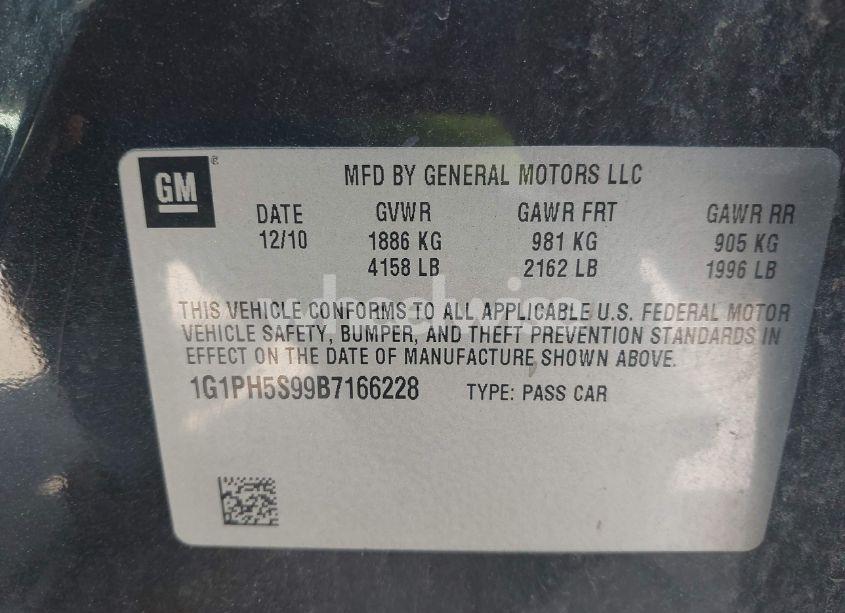 GM
MFD BY GENERAL MOTORS LLC
DATE GVWR GAWR FRT GAWR RR
12/10 1886 KG 981 KG 905 KG
4158 LB 2162 LB 1996 LB
THIS VEHICLE CONFORMS TO ALL APPLICABLE U.S. FEDERAL MOTOR
VEHICLE SAFETY, BUMPER, AND THEFT PREVENTION STANDARDS IN
EFFECT ON THE DATE OF MANUFACTURE SHOWN ABOVE.
1G1PH5S99B7166228 TYPE: PASS CAR